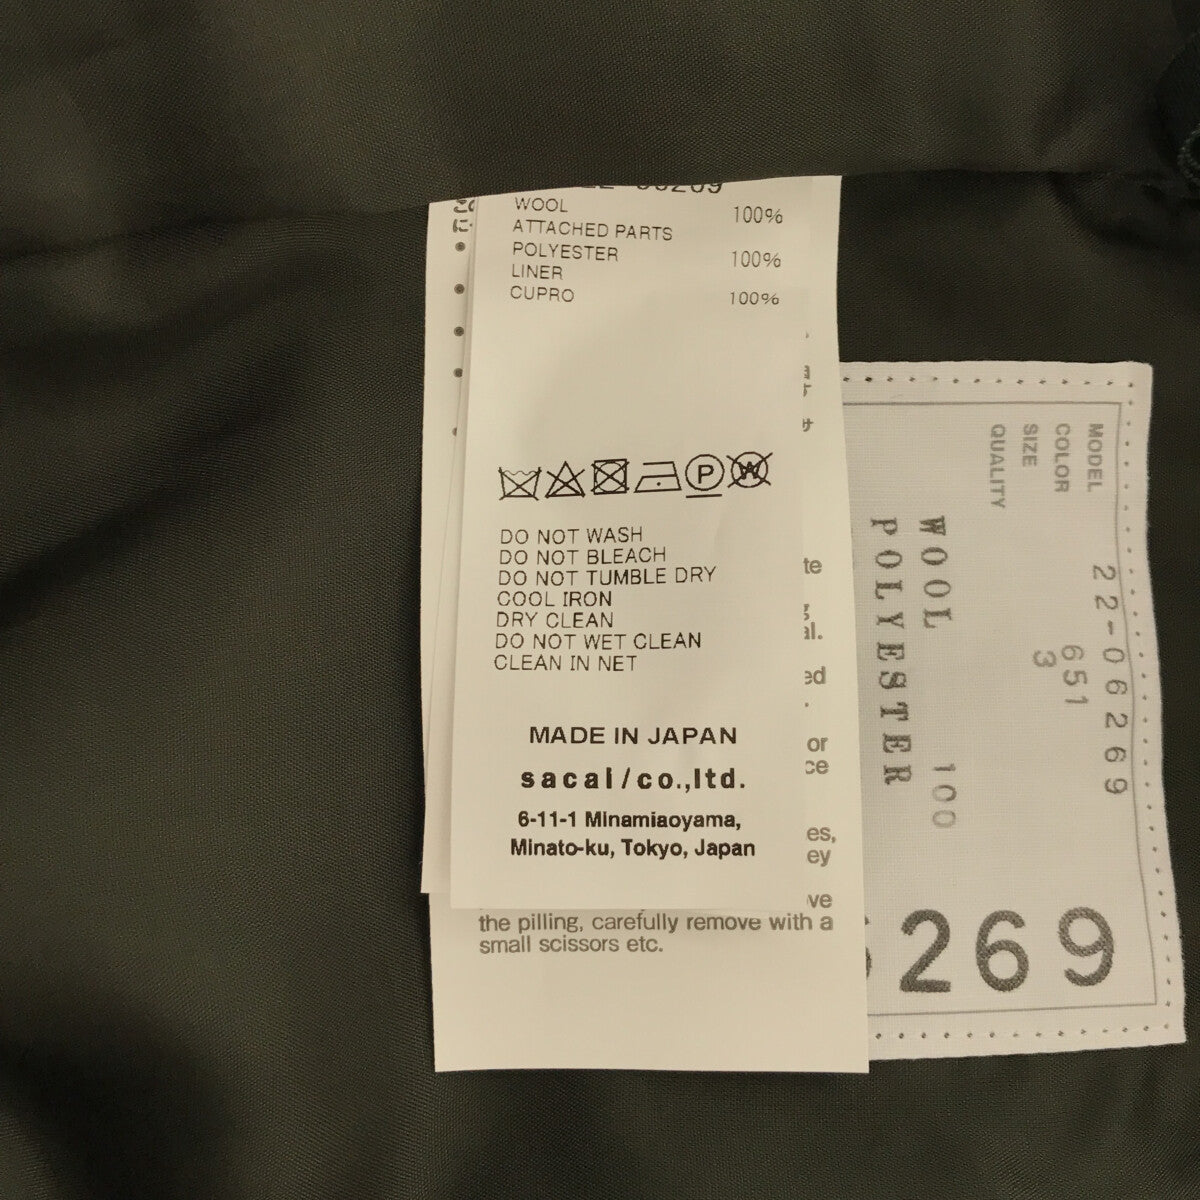 WOOL 100%
ATTACHED PARTS
POLYESTER 100%
LINER
CUPRO 100%
P
W
DO NOT WASH
DO NOT BLEACH
DO NOT TUMBLE DRY
COOL IRON
DRY CLEAN
DO NOT WET CLEAN
CLEAN IN NET
MADE IN JAPAN
sacai/co.,ltd.
6-11-1 Minamiaoyama,
Minato-ku, Tokyo, Japan
the pilling, carefully remove with a
small scissors etc.
MODEL 22-06269
COLOR 651
SIZE 3
QUALITY
WOOL 100
POLYESTER
269